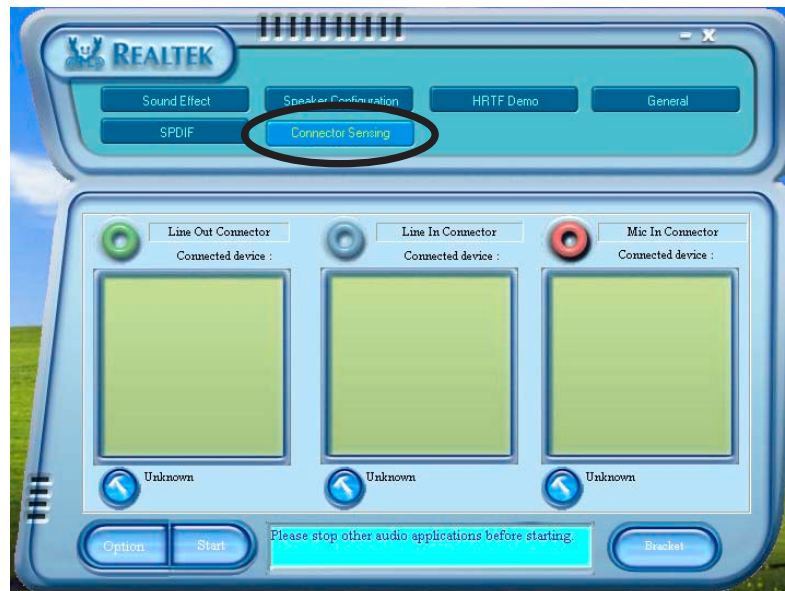 REALTEK
Sound Effect
Speaker Configuration
HRTF Demo
General
SPDIF
Connector Sensing
Line Out Connector
Line In Connector
Mic In Connector
Connected device :
Connected device :
Connected device :
Unknown
Unknown
Unknown
Option
Start
Please stop other audio applications before starting.
Bracket